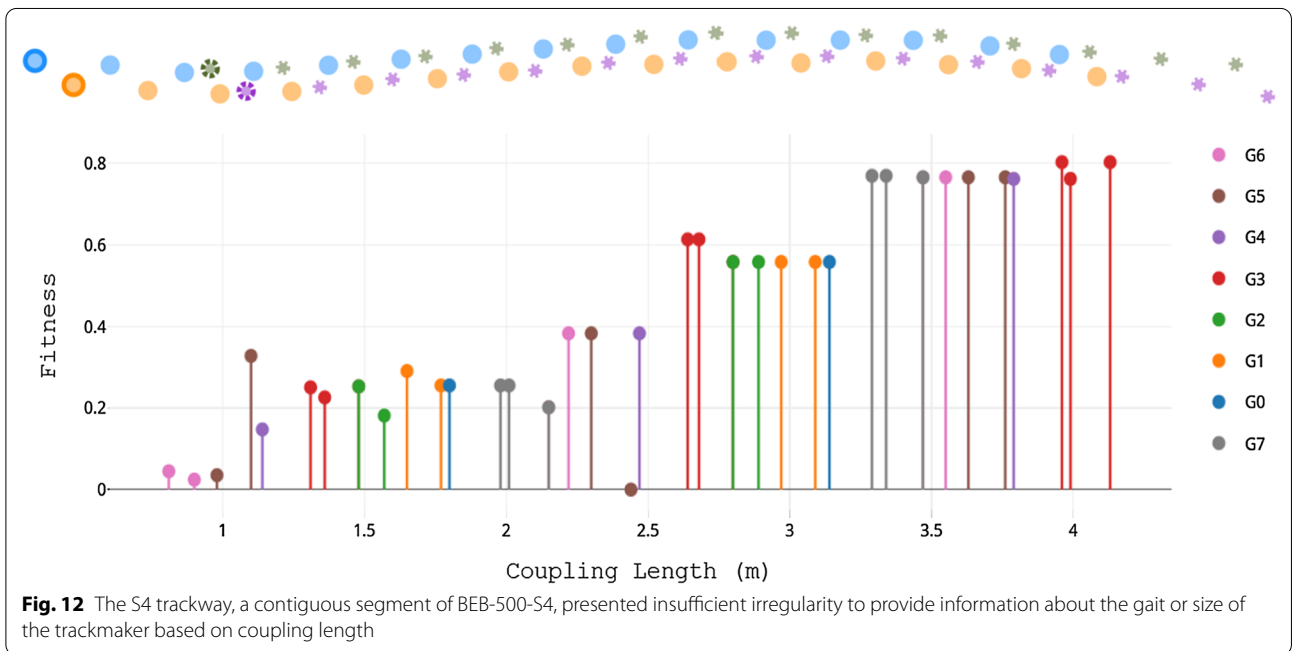 0.8
0.6
0.4
0.2
0
Fitness
1 1.5 2 2.5 3 3.5 4
Coupling Length (m)
G6
G5
G4
G3
G2
G1
G0
G7
Fig. 12 The S4 trackway, a contiguous segment of BEB-500-S4, presented insufficient irregularity to provide information about the gait or size of
the trackmaker based on coupling length